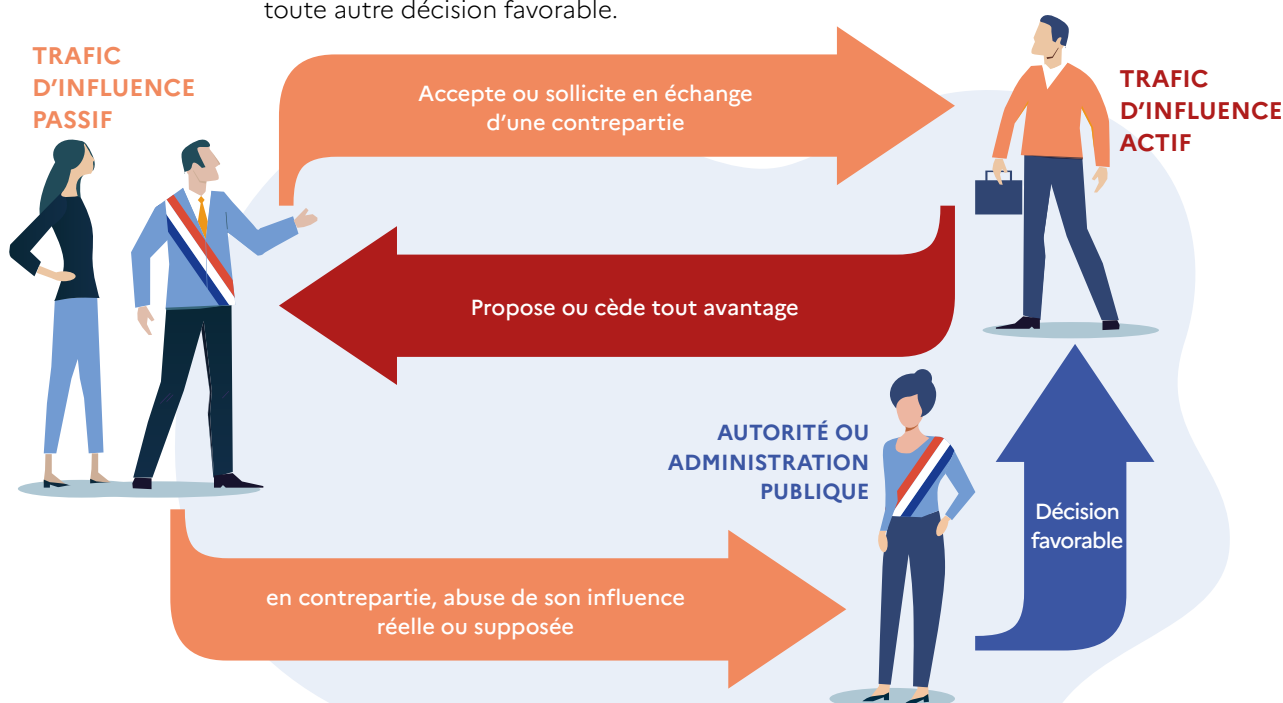 toute autre décision favorable.
TRAFIC
D'INFLUENCE
PASSIF
Accepte ou sollicite en échange
d'une contrepartie
TRAFIC
D'INFLUENCE
ACTIF
Propose ou cède tout avantage
AUTORITÉ OU
ADMINISTRATION
PUBLIQUE
Décision
favorable
en contrepartie, abuse de son influence
réelle ou supposée